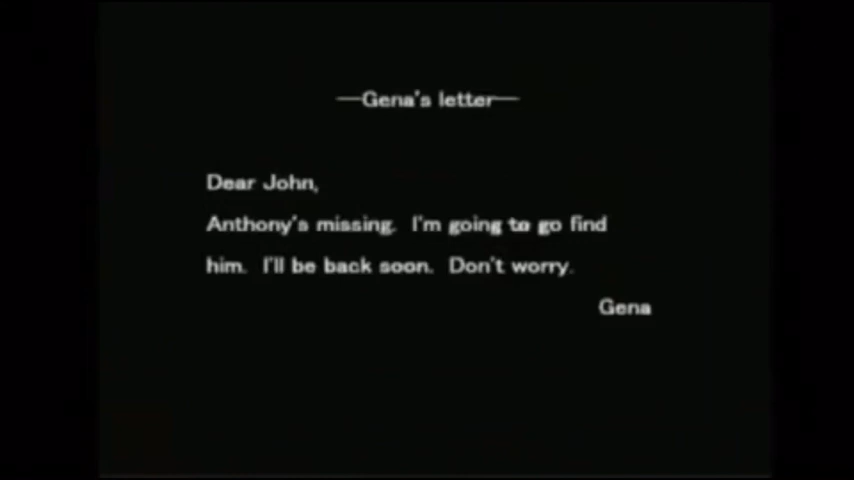 —Gena's letter—
Dear John,
Anthony's missing. I'm going to go find
him. I'll be back soon. Don't worry.
Gena